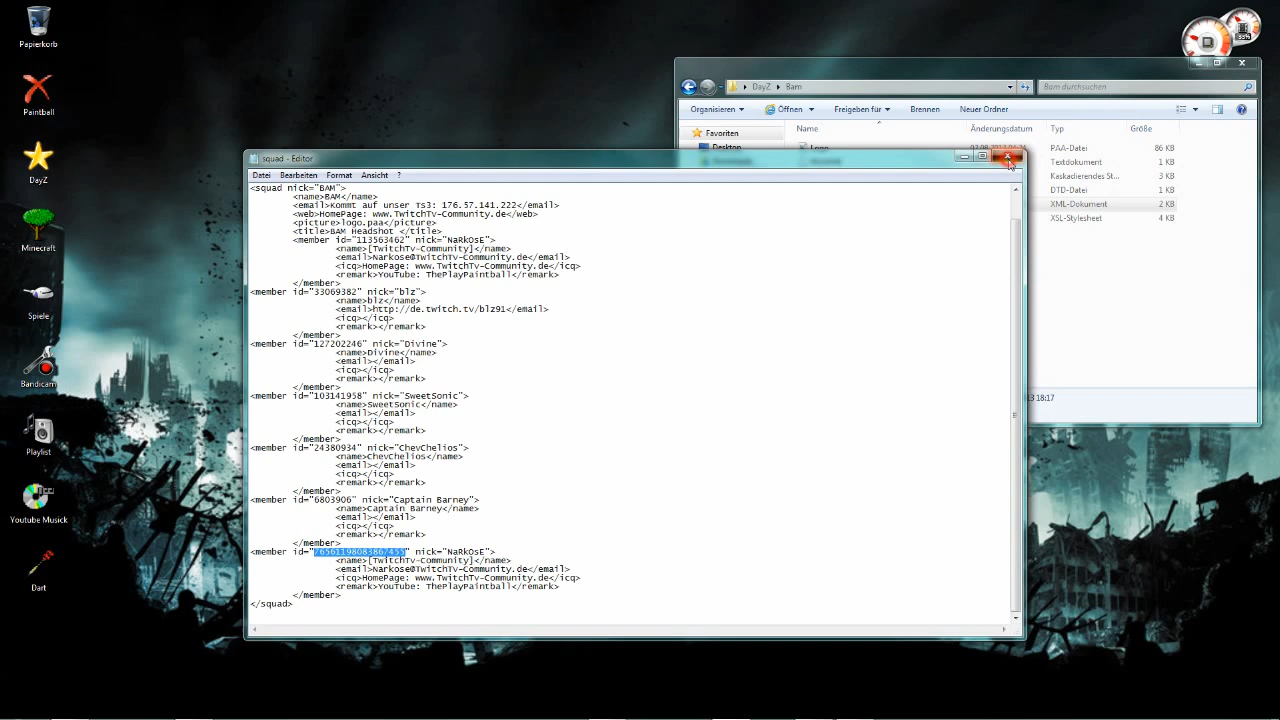 Papierkorb
Paintball
DayZ
Minecraft
Spiele
Bandicam
Playlist
Youtube Musick
Dart
33%
DayZ Bam
Bam durchsuchen
Organisieren Öffnen Freigeben für Brennen Neuer Ordner
Favoriten
Desktop
Name Änderungsdatum Typ Größe
Logo
PAA-Datei 86 KB
Textdokument 1 KB
Kaskadierendes St... 3 KB
DTD-Datei 1 KB
XML-Dokument 2 KB
XSL-Stylesheet 4 KB
18:17
squad - Editor
Datei Bearbeiten Format Ansicht ?
<squad nick="BAM">
<name>BAM</name>
<email>Kommt auf unser Ts3: 176.57.141.222</email>
<web>HomePage: www.TwitchTv-Community.de</web>
<picture>logo.paa</picture>
<title>BAM Headshot </title>
<member id="113563462" nick="NaRkOsE">
<name>[TwitchTv-Community]</name>
<email>Narkose@TwitchTv-Community.de</email>
<icq>HomePage: www.TwitchTv-Community.de</icq>
<remark>YouTube: ThePlayPaintball</remark>
</member>
<member id="33069382" nick="blz">
<name>blz</name>
<email>http://de.twitch.tv/blz91</email>
<icq></icq>
<remark></remark>
</member>
<member id="127202246" nick="Divine">
<name>Divine</name>
<email></email>
<icq></icq>
<remark></remark>
</member>
<member id="103141958" nick="SweetSonic">
<name>SweetSonic</name>
<email></email>
<icq></icq>
<remark></remark>
</member>
<member id="24380934" nick="ChevChelios">
<name>ChevChelios</name>
<email></email>
<icq></icq>
<remark></remark>
</member>
<member id="6803906" nick="Captain Barney">
<name>Captain Barney</name>
<email></email>
<icq></icq>
<remark></remark>
</member>
<member id="76561198083867455" nick="NaRkOsE">
<name>[TwitchTv-Community]</name>
<email>Narkose@TwitchTv-Community.de</email>
<icq>HomePage: www.TwitchTv-Community.de</icq>
<remark>YouTube: ThePlayPaintball</remark>
</member>
</squad>